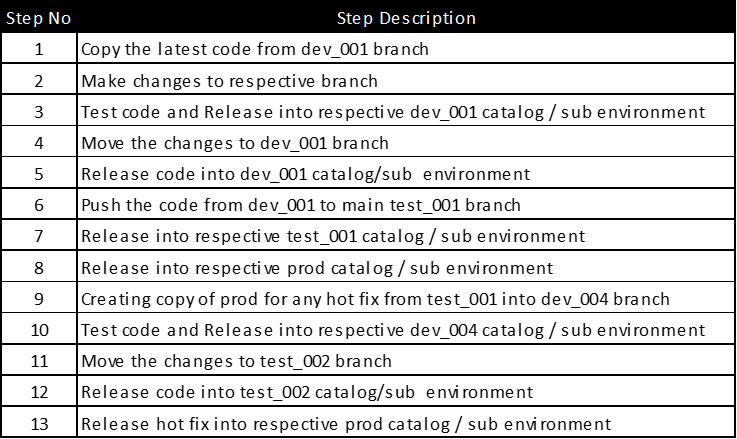 Step No Step Description
1 Copy the latest code from dev_001 branch
2 Make changes to respective branch
3 Test code and Release into respective dev_001 catalog / sub environment
4 Move the changes to dev_001 branch
5 Release code into dev_001 catalog/sub environment
6 Push the code from dev_001 to main test_001 branch
7 Release into respective test_001 catalog / sub environment
8 Release into respective prod catalog / sub environment
9 Creating copy of prod for any hot fix from test_001 into dev_004 branch
10 Test code and Release into respective dev_004 catalog / sub environment
11 Move the changes to test_002 branch
12 Release code into test_002 catalog/sub environment
13 Release hot fix into respective prod catalog / sub environment